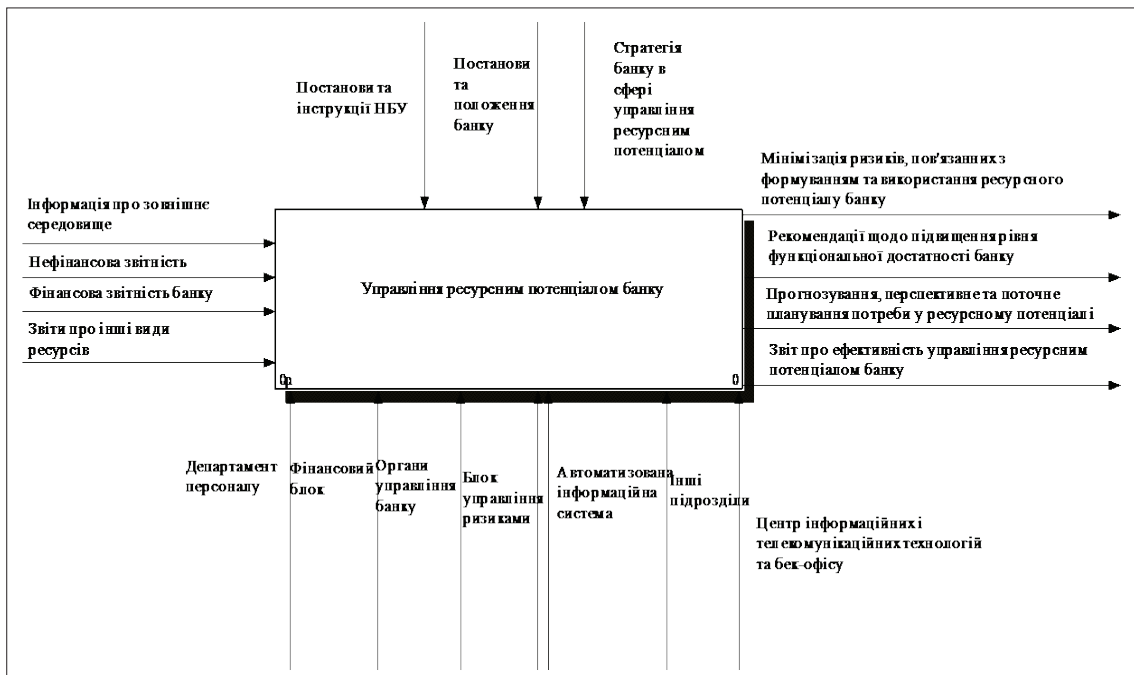 Постанови та
інструкції НБУ
Постанови
та
положення
банку
Стратегія
банку в
сфері
управління
ресурсним
потенціалом
Інформація про зовнішнє
середовище
Нефінансова звітність
Фінансова звітність банку
Звіти про інші види
ресурсів
Управління ресурсним потенціалом банку
0р
0
Мінімізація ризиків, пов'язанних з
формуванням та використання ресурсного
потенціалу банку
Рекомендації щодо підвищення рівня
функціональної достатності банку
Прогнозування, перспективне та поточне
планування потреби у ресурсному потенціалі
Звіт про ефективність управління ресурсним
потенціалом банку
Департамент
персоналу
Фінансовий
блок
Органи
управління
банку
Блок
управління
ризиками
Автоматизована
інформаційна
система
Інші
підрозділи
Центр інформаційних і
телекомунікаційних технологій
та бек-офісу